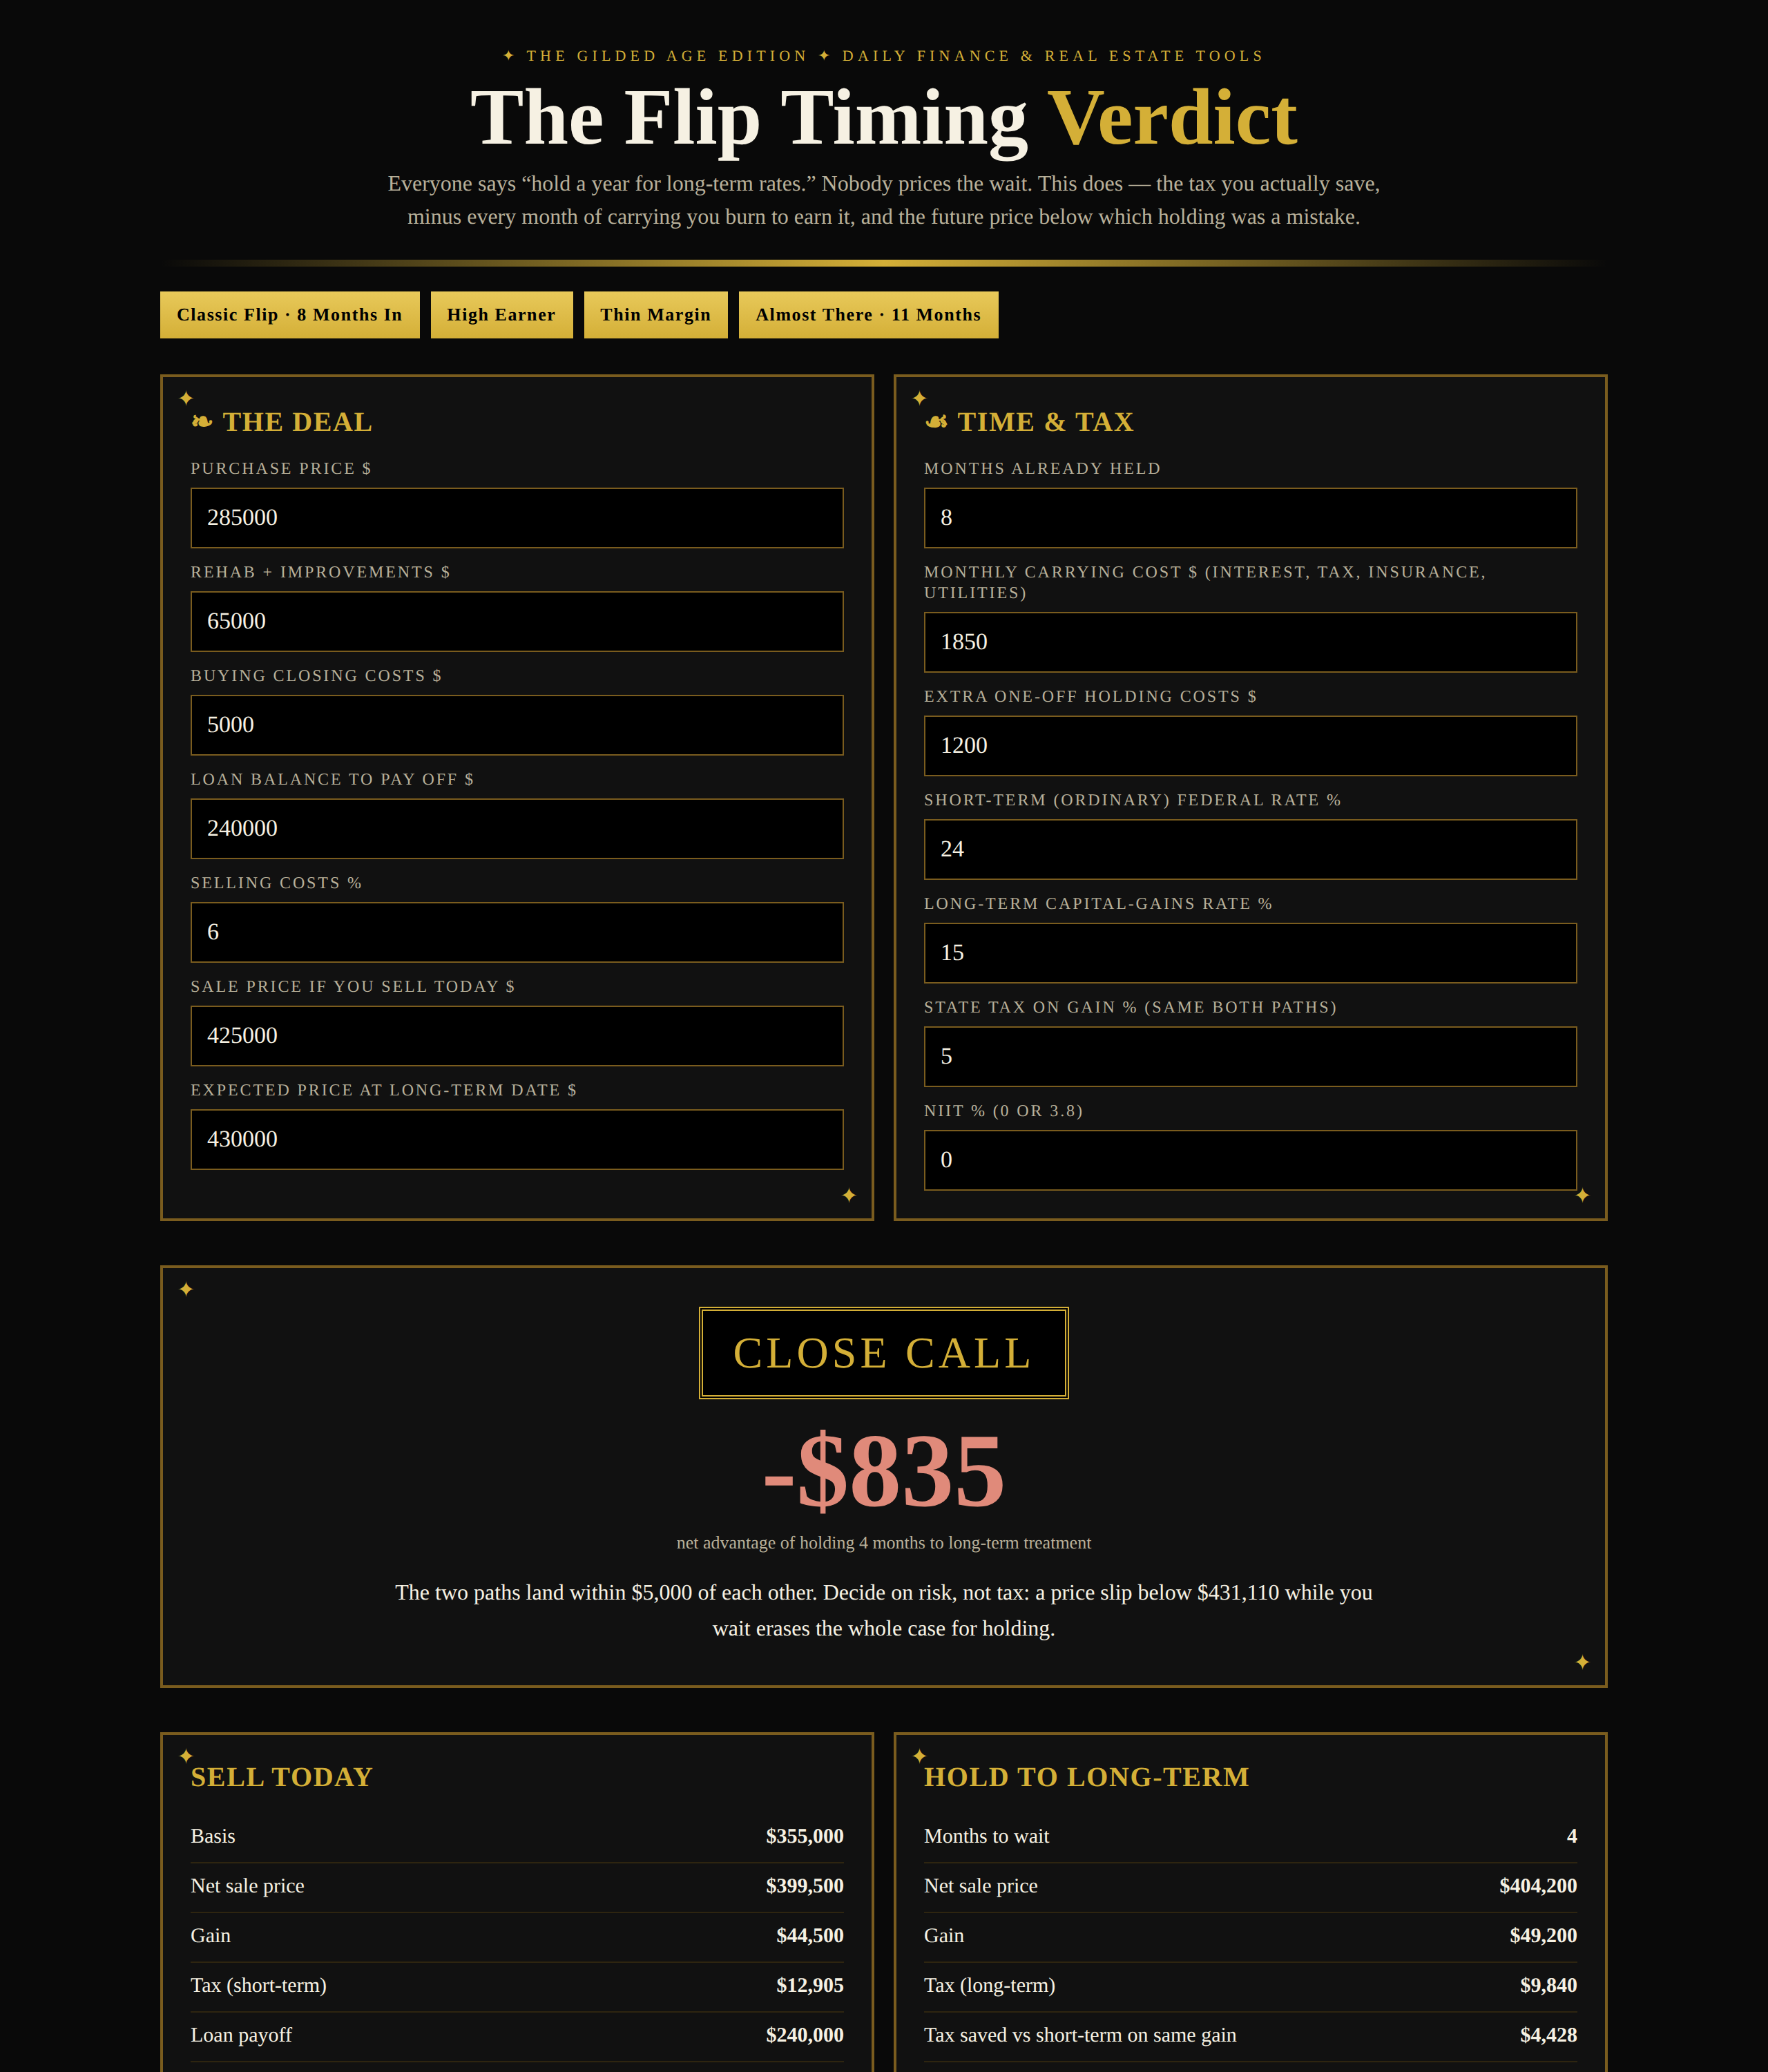 ✦ THE GILDED AGE EDITION ✦ DAILY FINANCE & REAL ESTATE TOOLS
The Flip Timing Verdict
Everyone says “hold a year for long-term rates.” Nobody prices the wait. This does — the tax you actually save,
minus every month of carrying you burn to earn it, and the future price below which holding was a mistake.
Classic Flip · 8 Months In
High Earner
Thin Margin
Almost There · 11 Months
❧ THE DEAL
PURCHASE PRICE $
285000
REHAB + IMPROVEMENTS $
65000
BUYING CLOSING COSTS $
5000
LOAN BALANCE TO PAY OFF $
240000
SELLING COSTS %
6
SALE PRICE IF YOU SELL TODAY $
425000
EXPECTED PRICE AT LONG-TERM DATE $
430000
☙ TIME & TAX
MONTHS ALREADY HELD
8
MONTHLY CARRYING COST $ (INTEREST, TAX, INSURANCE,
UTILITIES)
1850
EXTRA ONE-OFF HOLDING COSTS $
1200
SHORT-TERM (ORDINARY) FEDERAL RATE %
24
LONG-TERM CAPITAL-GAINS RATE %
15
STATE TAX ON GAIN % (SAME BOTH PATHS)
5
NIIT % (0 OR 3.8)
0
CLOSE CALL
-$835
net advantage of holding 4 months to long-term treatment
The two paths land within $5,000 of each other. Decide on risk, not tax: a price slip below $431,110 while you
wait erases the whole case for holding.
SELL TODAY
Basis $355,000
Net sale price $399,500
Gain $44,500
Tax (short-term) $12,905
Loan payoff $240,000
HOLD TO LONG-TERM
Months to wait 4
Net sale price $404,200
Gain $49,200
Tax (long-term) $9,840
Tax saved vs short-term on same gain $4,428